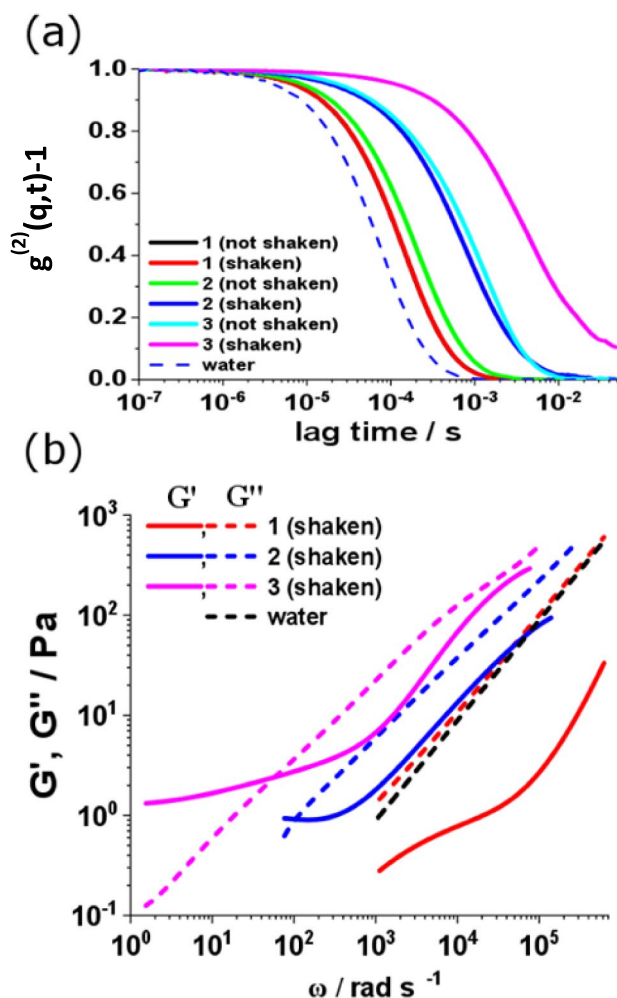 (a)
g⁽²⁾(q,t)-1
1.0
0.8
0.6
0.4
0.2
0.0
1 (not shaken)
1 (shaken)
2 (not shaken)
2 (shaken)
3 (not shaken)
3 (shaken)
water
10⁻⁷ 10⁻⁶ 10⁻⁵ 10⁻⁴ 10⁻³ 10⁻²
lag time / s
(b)
G', G'' / Pa
G' G''
10³
10²
10¹
10⁰
10⁻¹
, 1 (shaken)
, 2 (shaken)
, 3 (shaken)
water
10⁰ 10¹ 10² 10³ 10⁴ 10⁵
ω / rad s ⁻¹